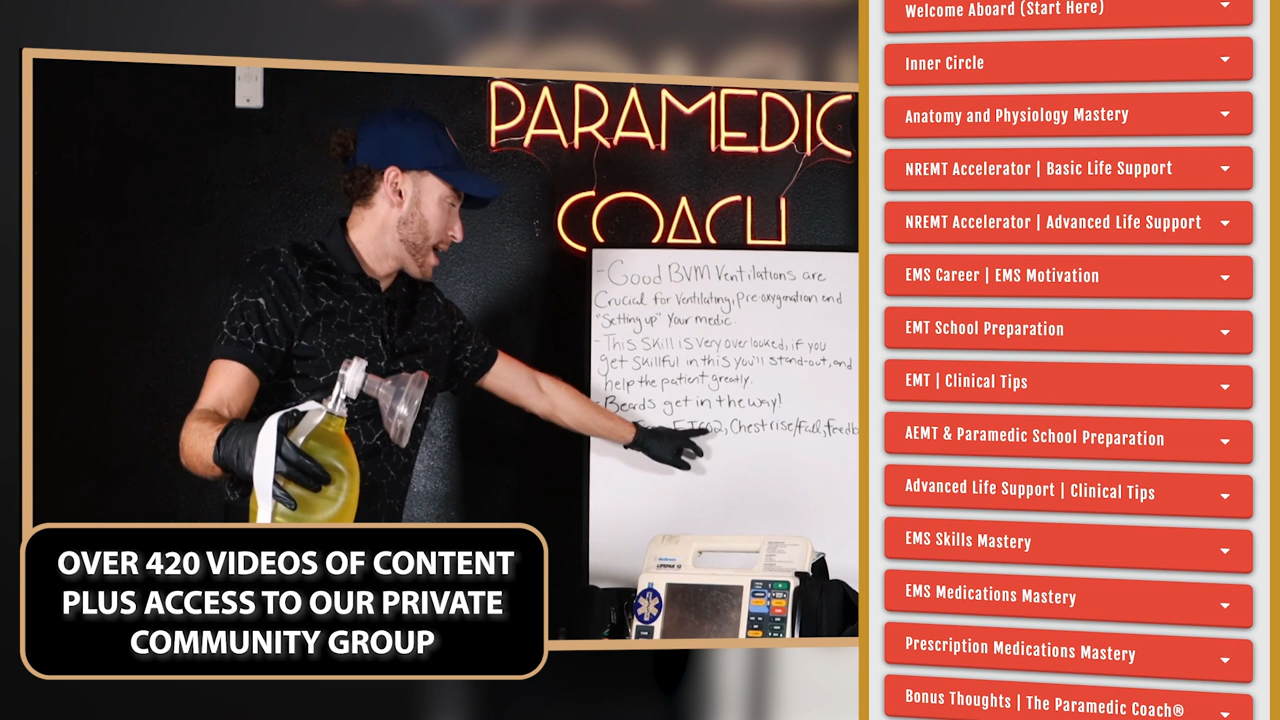 PARAMEDIC
COACH
- Good BVM Ventilations are
Crucial for Ventilating, Pre-oxygenation and
"Setting up" Your medic.
- This Skill is very overlooked, if you
get Skillful in this you'll stand-out, and
help the patient greatly.
- Beards get in the way!
ETCO2, Chest rise/fall, feedb
LIFEPAK 12
OVER 420 VIDEOS OF CONTENT
PLUS ACCESS TO OUR PRIVATE
COMMUNITY GROUP
Welcome Aboard (Start Here)
Inner Circle
Anatomy and Physiology Mastery
NREMT Accelerator | Basic Life Support
NREMT Accelerator | Advanced Life Support
EMS Career | EMS Motivation
EMT School Preparation
EMT | Clinical Tips
AEMT & Paramedic School Preparation
Advanced Life Support | Clinical Tips
EMS Skills Mastery
EMS Medications Mastery
Prescription Medications Mastery
Bonus Thoughts | The Paramedic Coach®